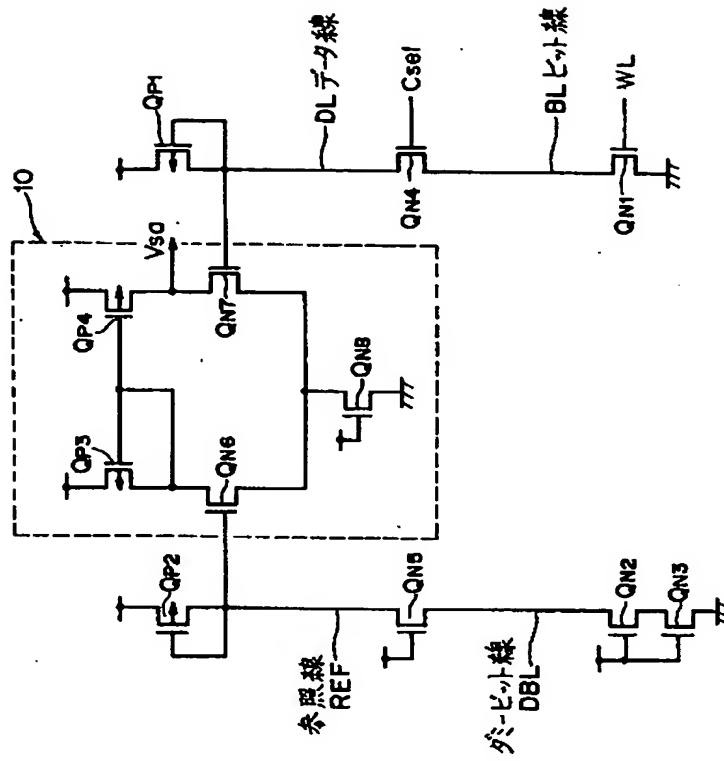 10
QP1
Vsa
QP4
QP3
QP2
QN7
QN6
QN8
DLデータ線
Csel
QN4
BLビット線
WL
QN1
参照線
REF
QN5
ダミービット線
DBL
QN2
QN3